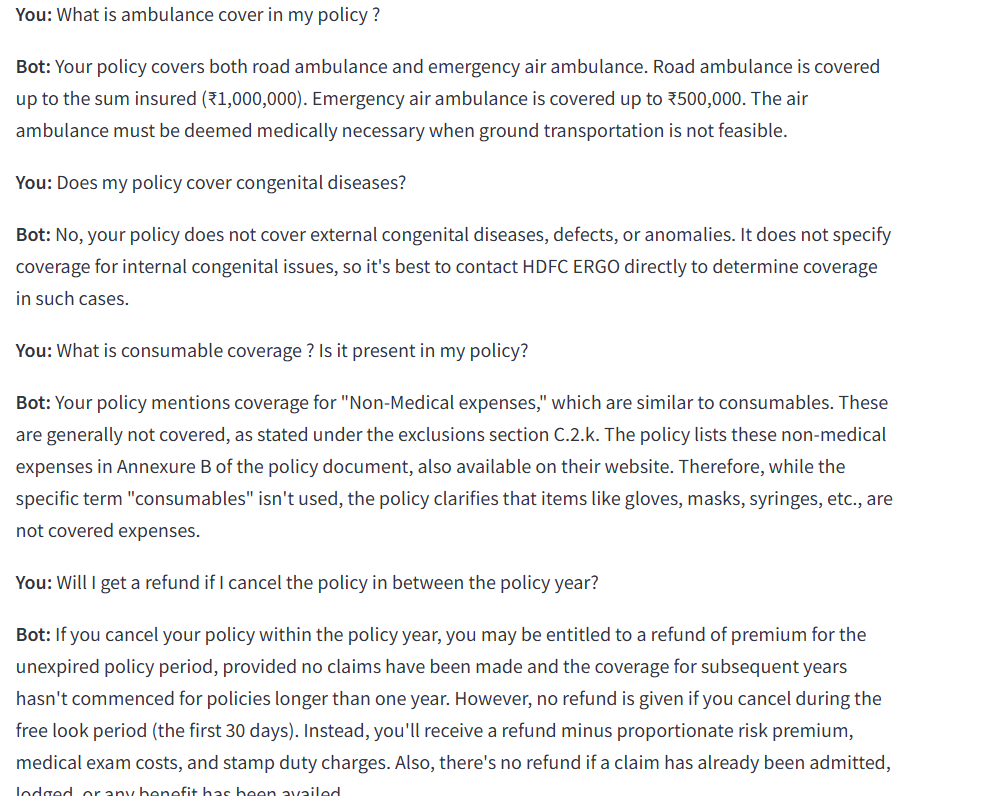 You: What is ambulance cover in my policy ?
Bot: Your policy covers both road ambulance and emergency air ambulance. Road ambulance is covered
up to the sum insured (₹1,000,000). Emergency air ambulance is covered up to ₹500,000. The air
ambulance must be deemed medically necessary when ground transportation is not feasible.
You: Does my policy cover congenital diseases?
Bot: No, your policy does not cover external congenital diseases, defects, or anomalies. It does not specify
coverage for internal congenital issues, so it's best to contact HDFC ERGO directly to determine coverage
in such cases.
You: What is consumable coverage ? Is it present in my policy?
Bot: Your policy mentions coverage for "Non-Medical expenses," which are similar to consumables. These
are generally not covered, as stated under the exclusions section C.2.k. The policy lists these non-medical
expenses in Annexure B of the policy document, also available on their website. Therefore, while the
specific term "consumables" isn't used, the policy clarifies that items like gloves, masks, syringes, etc., are
not covered expenses.
You: Will I get a refund if I cancel the policy in between the policy year?
Bot: If you cancel your policy within the policy year, you may be entitled to a refund of premium for the
unexpired policy period, provided no claims have been made and the coverage for subsequent years
hasn't commenced for policies longer than one year. However, no refund is given if you cancel during the
free look period (the first 30 days). Instead, you'll receive a refund minus proportionate risk premium,
medical exam costs, and stamp duty charges. Also, there's no refund if a claim has already been admitted,
lodged, or any benefit has been availed.